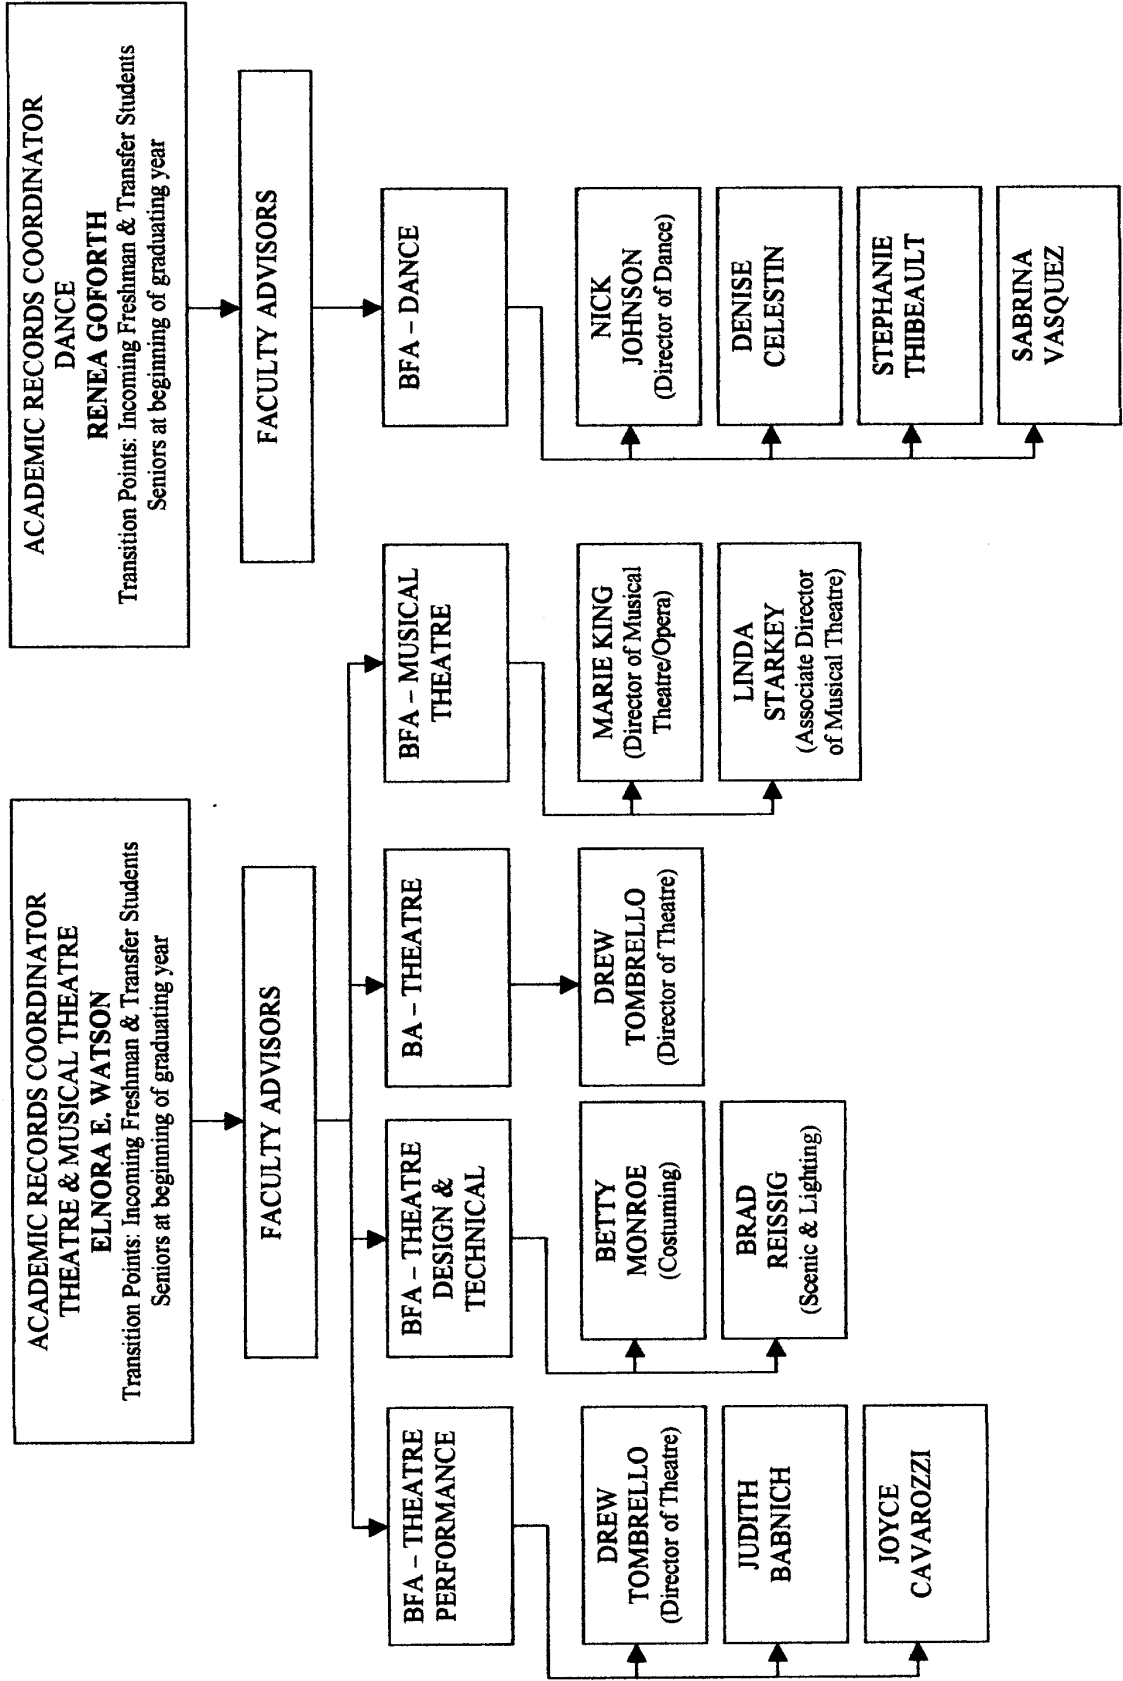 ACADEMIC RECORDS COORDINATOR
THEATRE & MUSICAL THEATRE
ELNORA E. WATSON
Transition Points: Incoming Freshman & Transfer Students
Seniors at beginning of graduating year
FACULTY ADVISORS
BFA – THEATRE
PERFORMANCE
DREW
TOMBRELLO
(Director of Theatre)
JUDITH
BABNICH
JOYCE
CAVAROZZI
BFA – THEATRE
DESIGN &
TECHNICAL
BETTY
MONROE
(Costuming)
BRAD
REISSIG
(Scenic & Lighting)
BA – THEATRE
DREW
TOMBRELLO
(Director of Theatre)
BFA – MUSICAL
THEATRE
MARIE KING
(Director of Musical
Theatre/Opera)
LINDA
STARKEY
(Associate Director
of Musical Theatre)
ACADEMIC RECORDS COORDINATOR
DANCE
RENEA GOFORTH
Transition Points: Incoming Freshman & Transfer Students
Seniors at beginning of graduating year
FACULTY ADVISORS
BFA – DANCE
NICK
JOHNSON
(Director of Dance)
DENISE
CELESTIN
STEPHANIE
THIBEAULT
SABRINA
VASQUEZ